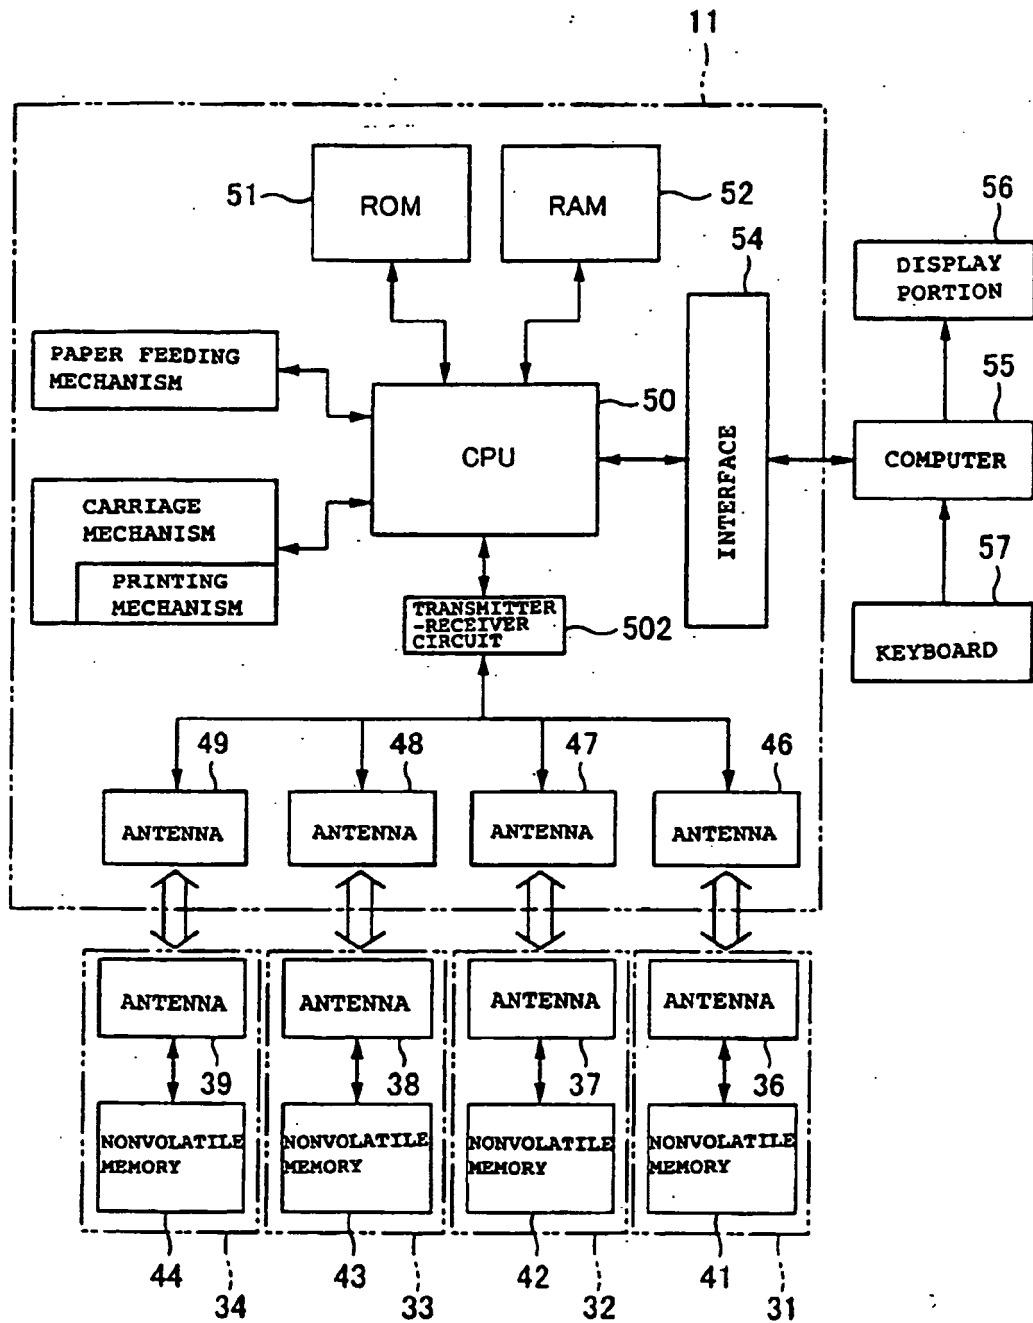 11
51
ROM
RAM
52
54
56
DISPLAY
PORTION
PAPER FEEDING
MECHANISM
50
CPU
INTERFACE
55
COMPUTER
CARRIAGE
MECHANISM
PRINTING
MECHANISM
TRANSMITTER
-RECEIVER
CIRCUIT
502
57
KEYBOARD
49
48
47
46
ANTENNA
ANTENNA
ANTENNA
ANTENNA
ANTENNA
ANTENNA
ANTENNA
ANTENNA
39
38
37
36
NONVOLATILE
MEMORY
NONVOLATILE
MEMORY
NONVOLATILE
MEMORY
NONVOLATILE
MEMORY
44
34
43
33
42
32
41
31